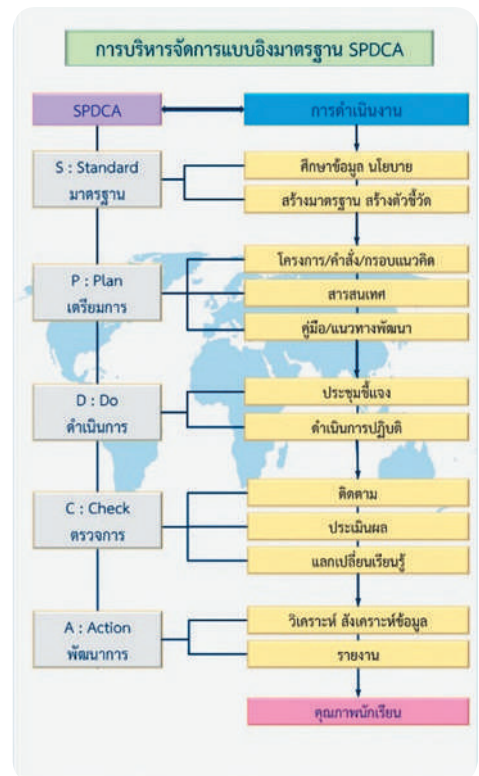 การบริหารจัดการแบบอิงมาตรฐาน SPDCA
SPDCA
การดำเนินงาน
S : Standard
มาตรฐาน
ศึกษาข้อมูล นโยบาย
สร้างมาตรฐาน สร้างตัวชี้วัด
P : Plan
เตรียมการ
โครงการ/คำสั่ง/กรอบแนวคิด
สารสนเทศ
คู่มือ/แนวทางพัฒนา
D : Do
ดำเนินการ
ประชุมชี้แจง
ดำเนินการปฏิบัติ
C : Check
ตรวจการ
ติดตาม
ประเมินผล
แลกเปลี่ยนเรียนรู้
A : Action
พัฒนาการ
วิเคราะห์ สังเคราะห์ข้อมูล
รายงาน
คุณภาพนักเรียน